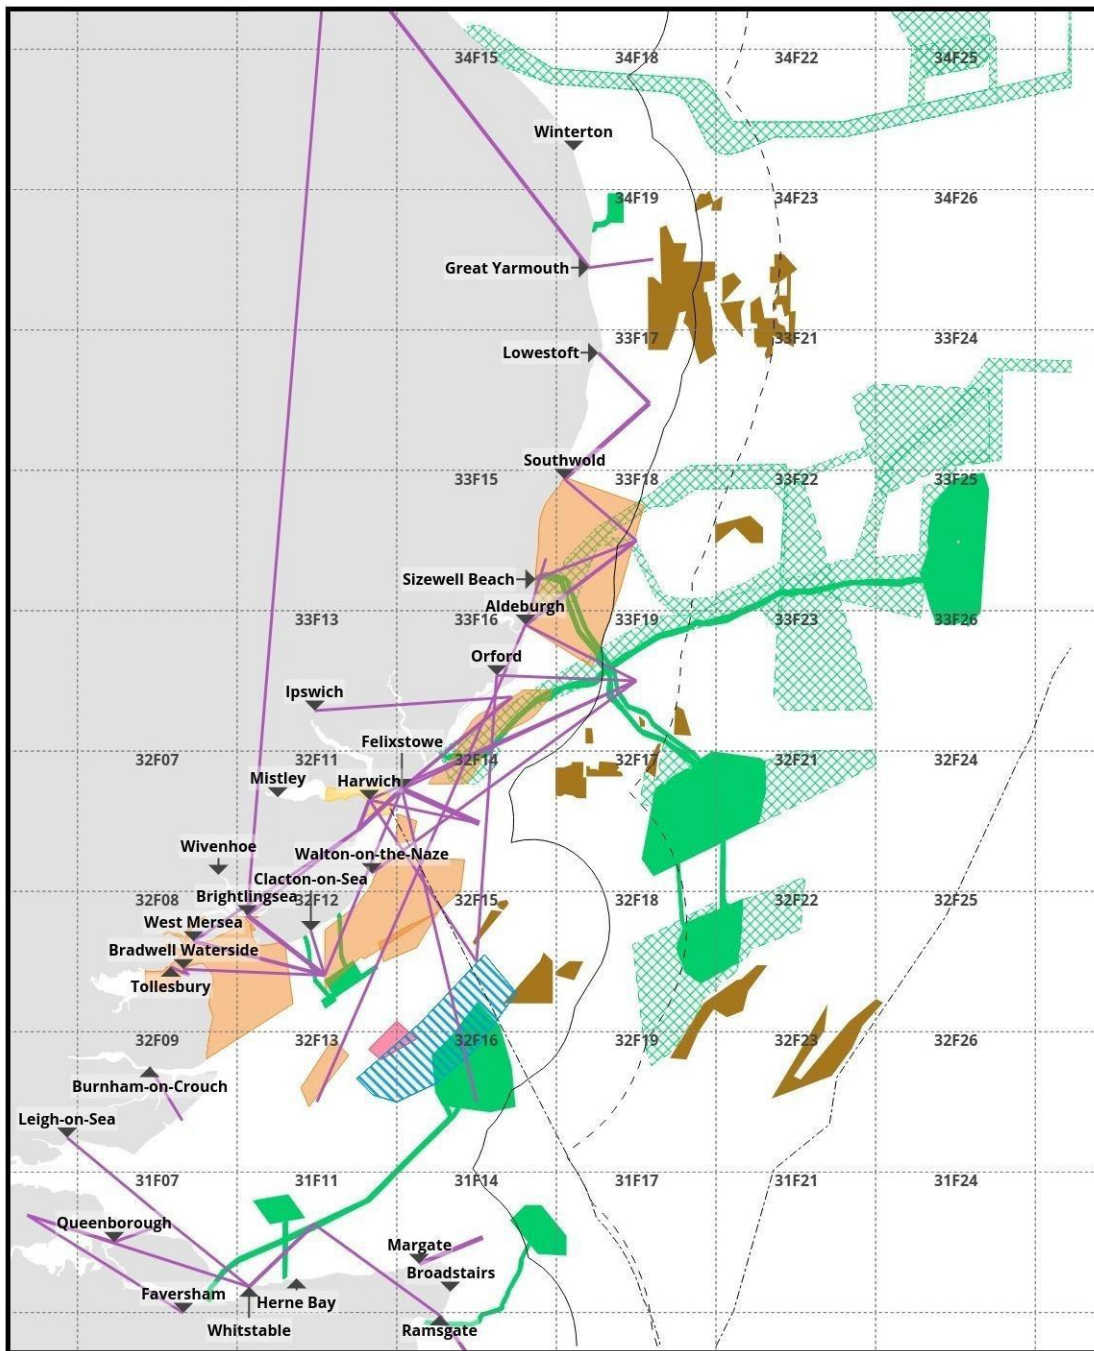 34F15 34F18 34F22 34F25
Winterton
34F19 34F23 34F26
Great Yarmouth
33F17 33F21 33F24
Lowestoft
Southwold
33F15 33F18 33F22 33F25
Sizewell Beach
Aldeburgh
33F13 33F16 33F19 33F23 33F26
Orford
Ipswich
Felixstowe
32F07 32F11 32F14 32F17 32F21 32F24
Mistley
Harwich
Wivenhoe
Walton-on-the-Naze
Clacton-on-Sea
Brightlingsea
32F08 32F12 32F15 32F18 32F22 32F25
West Mersea
Bradwell Waterside
Tollesbury
32F09 32F13 32F16 32F19 32F23 32F26
Burnham-on-Crouch
Leigh-on-Sea
31F07 31F11 31F14 31F17 31F21 31F24
Queenborough
Margate
Broadstairs
Faversham
Herne Bay
Whitstable
Ramsgate